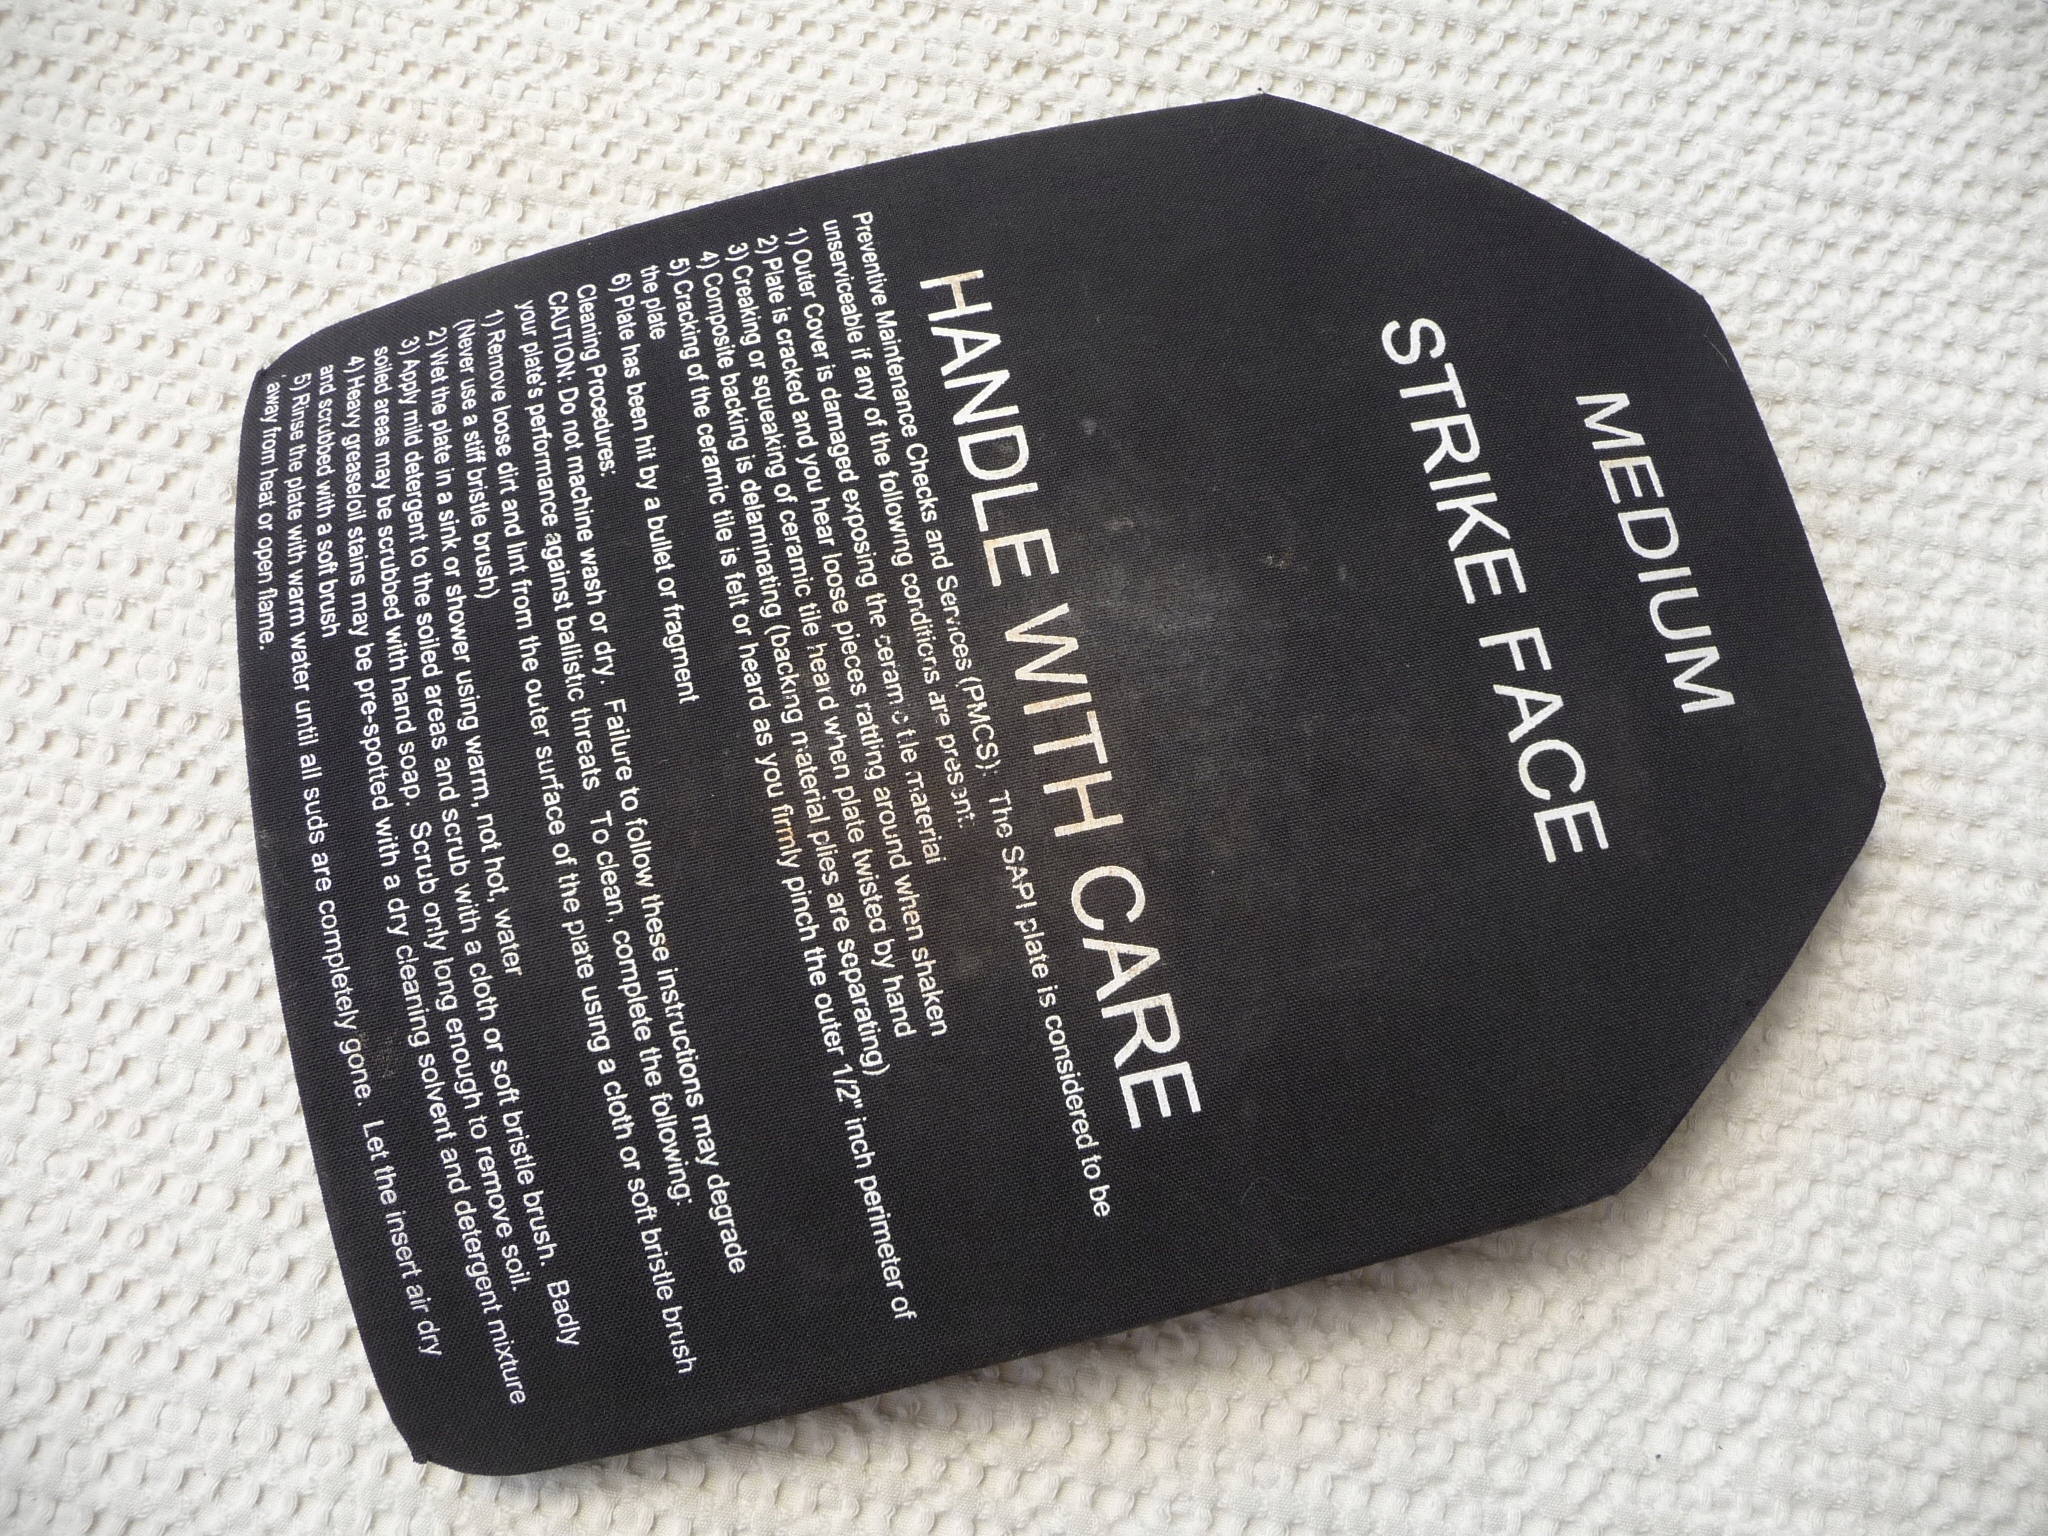 MEDIUM
STRIKE FACE
HANDLE WITH CARE
Preventive Maintenance Checks and Services (PMCS): The SAPI plate is considered to be
unserviceable if any of the following conditions are present.
1) Outer Cover is damaged exposing the ceramic tile material
2) Plate is cracked and you hear loose pieces rattling around when shaken
3) Creaking or squeaking of ceramic tile heard when plate twisted by hand
4) Composite backing is delaminating (backing material plies are separating)
5) Cracking of the ceramic tile is felt or heard as you firmly pinch the outer 1/2" inch perimeter of
the plate
6) Plate has been hit by a bullet or fragment
Cleaning Procedures:
CAUTION: Do not machine wash or dry. Failure to follow these instructions may degrade
your plate's performance against ballistic threats To clean, complete the following:
1) Remove loose dirt and lint from the outer surface of the plate using a cloth or soft bristle brush
(Never use a stiff bristle brush)
2) Wet the plate in a sink or shower using warm, not hot, water
3) Apply mild detergent to the soiled areas and scrub with a cloth or soft bristle brush. Badly
soiled areas may be scrubbed with hand soap. Scrub only long enough to remove soil.
4) Heavy grease/oil stains may be pre-spotted with a dry cleaning solvent and detergent mixture
and scrubbed with a soft brush
5) Rinse the plate with warm water until all suds are completely gone. Let the insert air dry
away from heat or open flame.